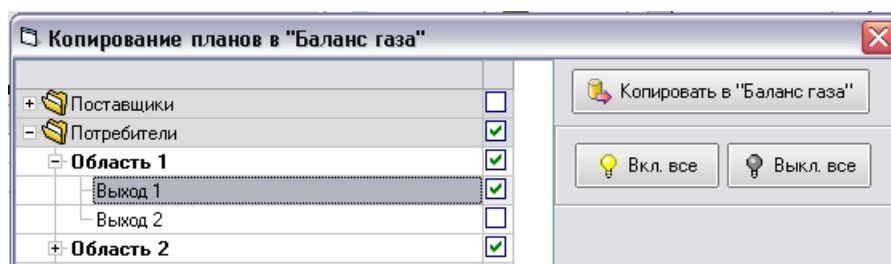 Копирование планов в "Баланс газа"
Поставщики
Копировать в "Баланс газа"
Потребители
Область 1
Вкл. все
Выкл. все
Выход 1
Выход 2
Область 2